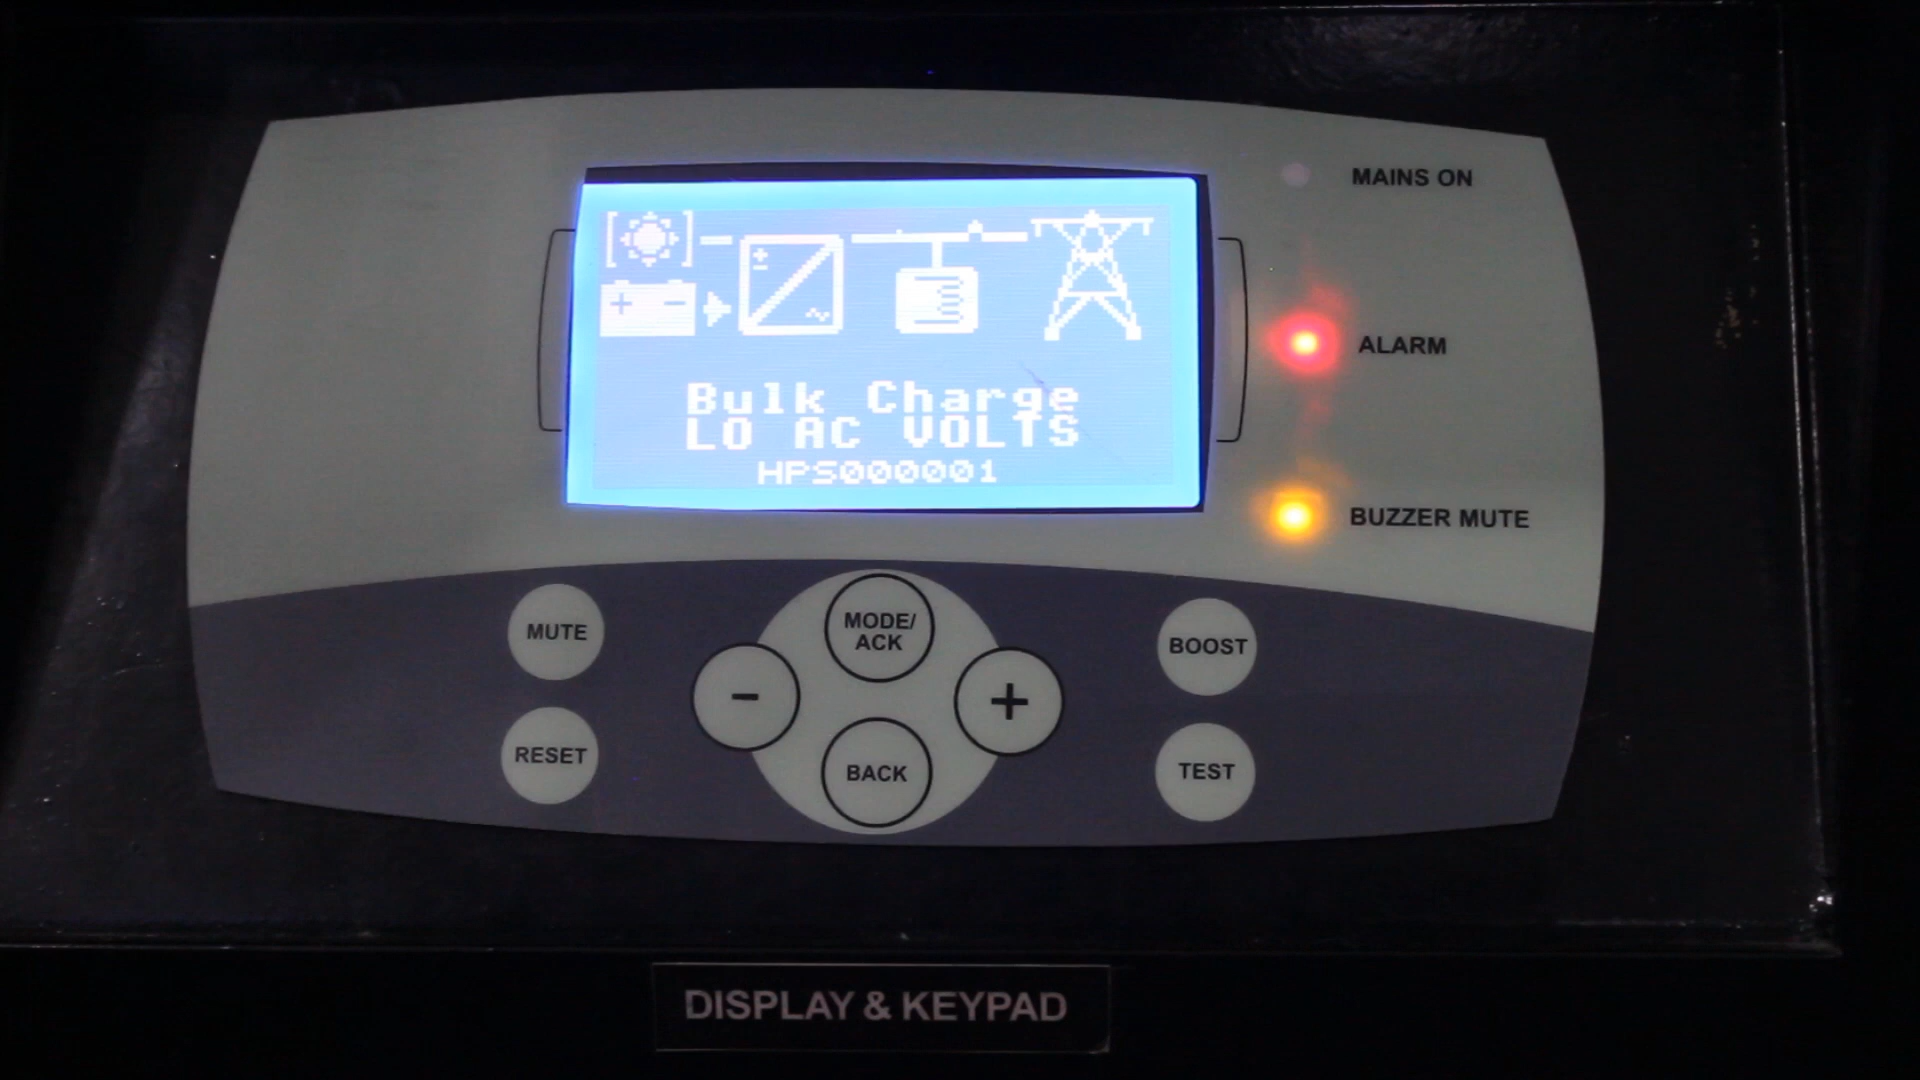 MAINS ON
ALARM
Bulk Charge
LO AC VOLTS
HPS000001
BUZZER MUTE
MUTE
MODE/
ACK
BOOST
-
+
RESET
BACK
TEST
DISPLAY & KEYPAD